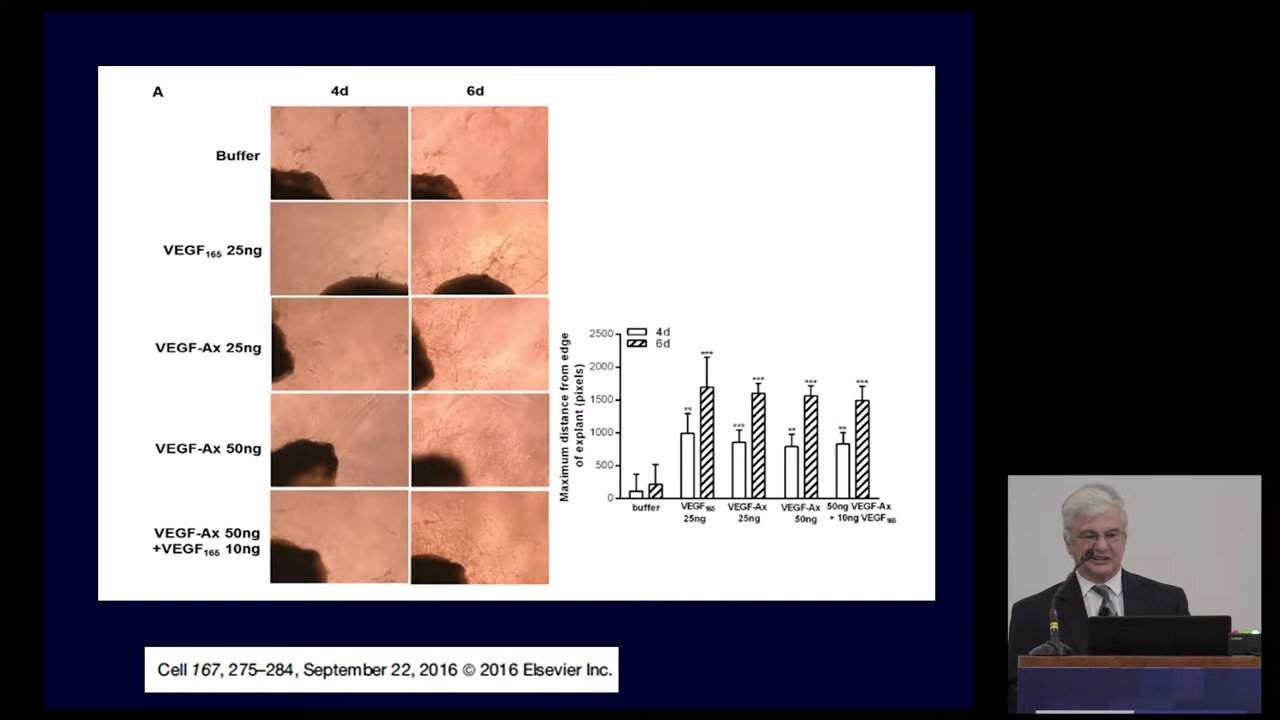 A
4d
6d
Buffer
VEGF165 25ng
VEGF-Ax 25ng
VEGF-Ax 50ng
VEGF-Ax 50ng
+VEGF165 10ng
Maximum distance from edge
of explant (pixels)
2500
2000
1500
1000
500
0
4d
6d
**
***
***
***
**
***
**
***
buffer
VEGF165
25ng
VEGF-Ax
25ng
VEGF-Ax
50ng
50ng VEGF-Ax
+ 10ng VEGF165
Cell 167, 275–284, September 22, 2016 © 2016 Elsevier Inc.